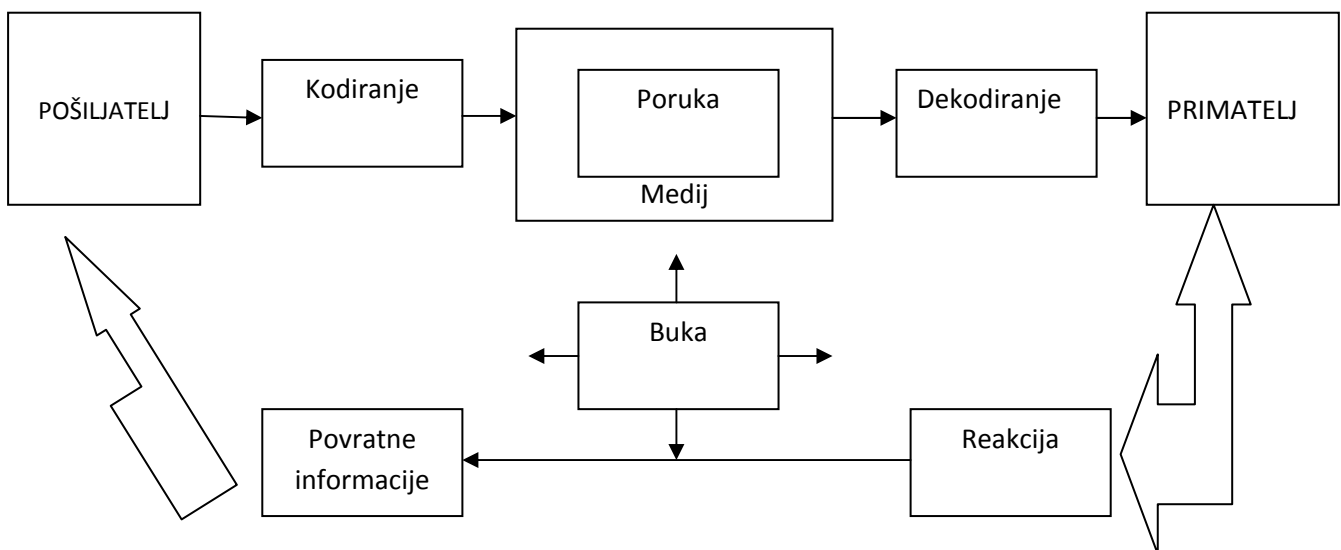 POŠILJATELJ
Kodiranje
Poruka
Medij
Dekodiranje
PRIMATELJ
Buka
Povratne
informacije
Reakcija